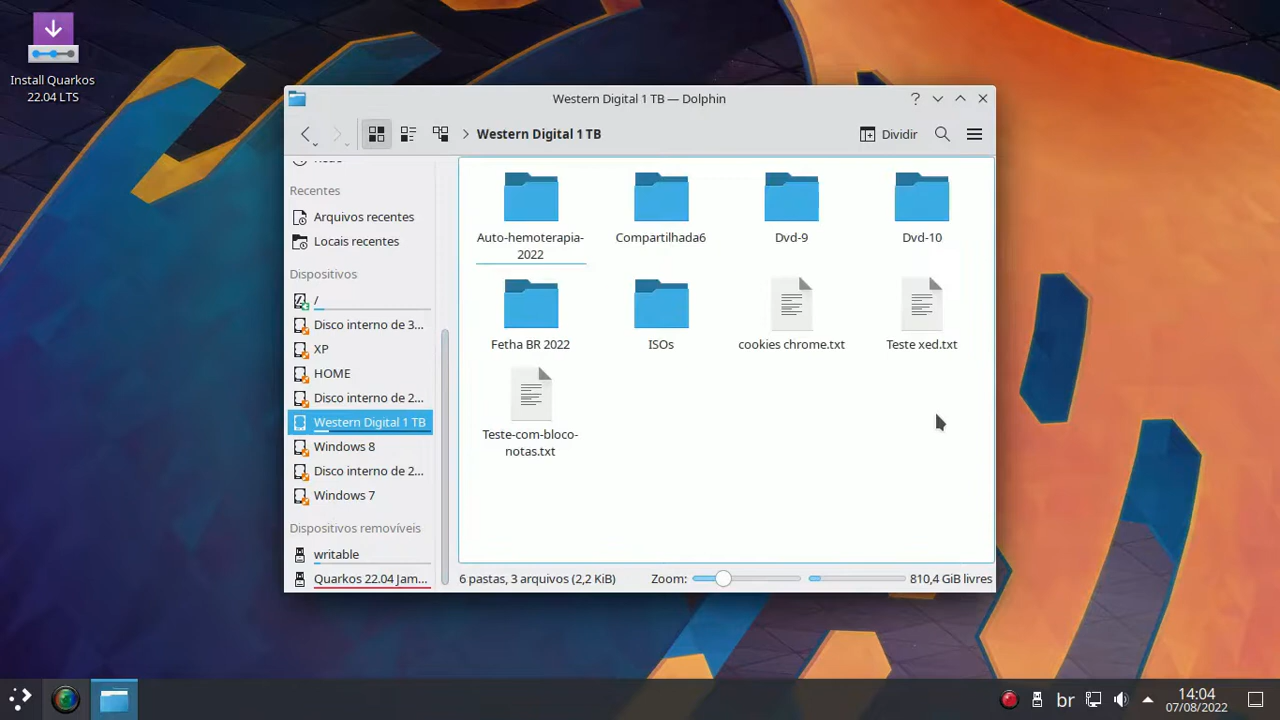 Install Quarkos
22.04 LTS
Western Digital 1 TB — Dolphin
?
Western Digital 1 TB
Dividir
Recentes
Arquivos recentes
Locais recentes
Dispositivos
/
Disco interno de 3...
XP
HOME
Disco interno de 2...
Western Digital 1 TB
Windows 8
Disco interno de 2...
Windows 7
Dispositivos removíveis
writable
Quarkos 22.04 Jam...
Auto-hemoterapia-
2022
Compartilhada6
Dvd-9
Dvd-10
Fetha BR 2022
ISOs
cookies chrome.txt
Teste xed.txt
Teste-com-bloco-
notas.txt
6 pastas, 3 arquivos (2,2 KiB)
Zoom:
810,4 GiB livres
br
14:04
07/08/2022